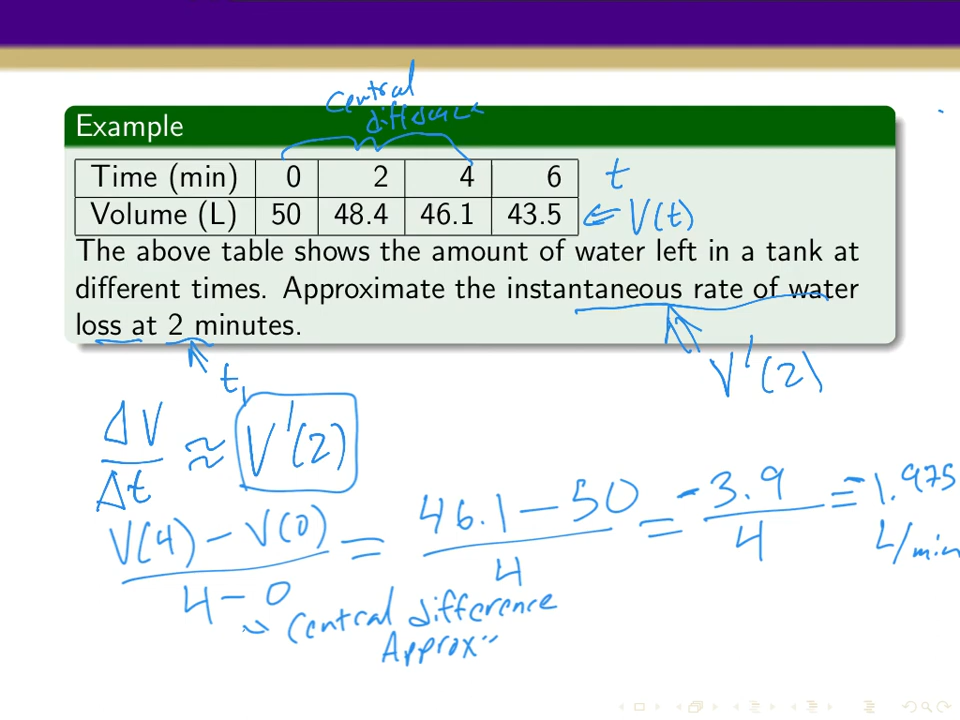 Central
difference
Example
Time (min) 0 2 4 6 t
Volume (L) 50 48.4 46.1 43.5 ⇐ V(t)
The above table shows the amount of water left in a tank at
different times. Approximate the instantaneous rate of water
loss at 2 minutes.
t₁
V'(2)
ΔV/Δt ≈ V'(2)
(V(4) – V(0))/(4 – 0) = (46.1 – 50)/4 = -3.9/4 = -1.975
L/min
Central difference
Approx